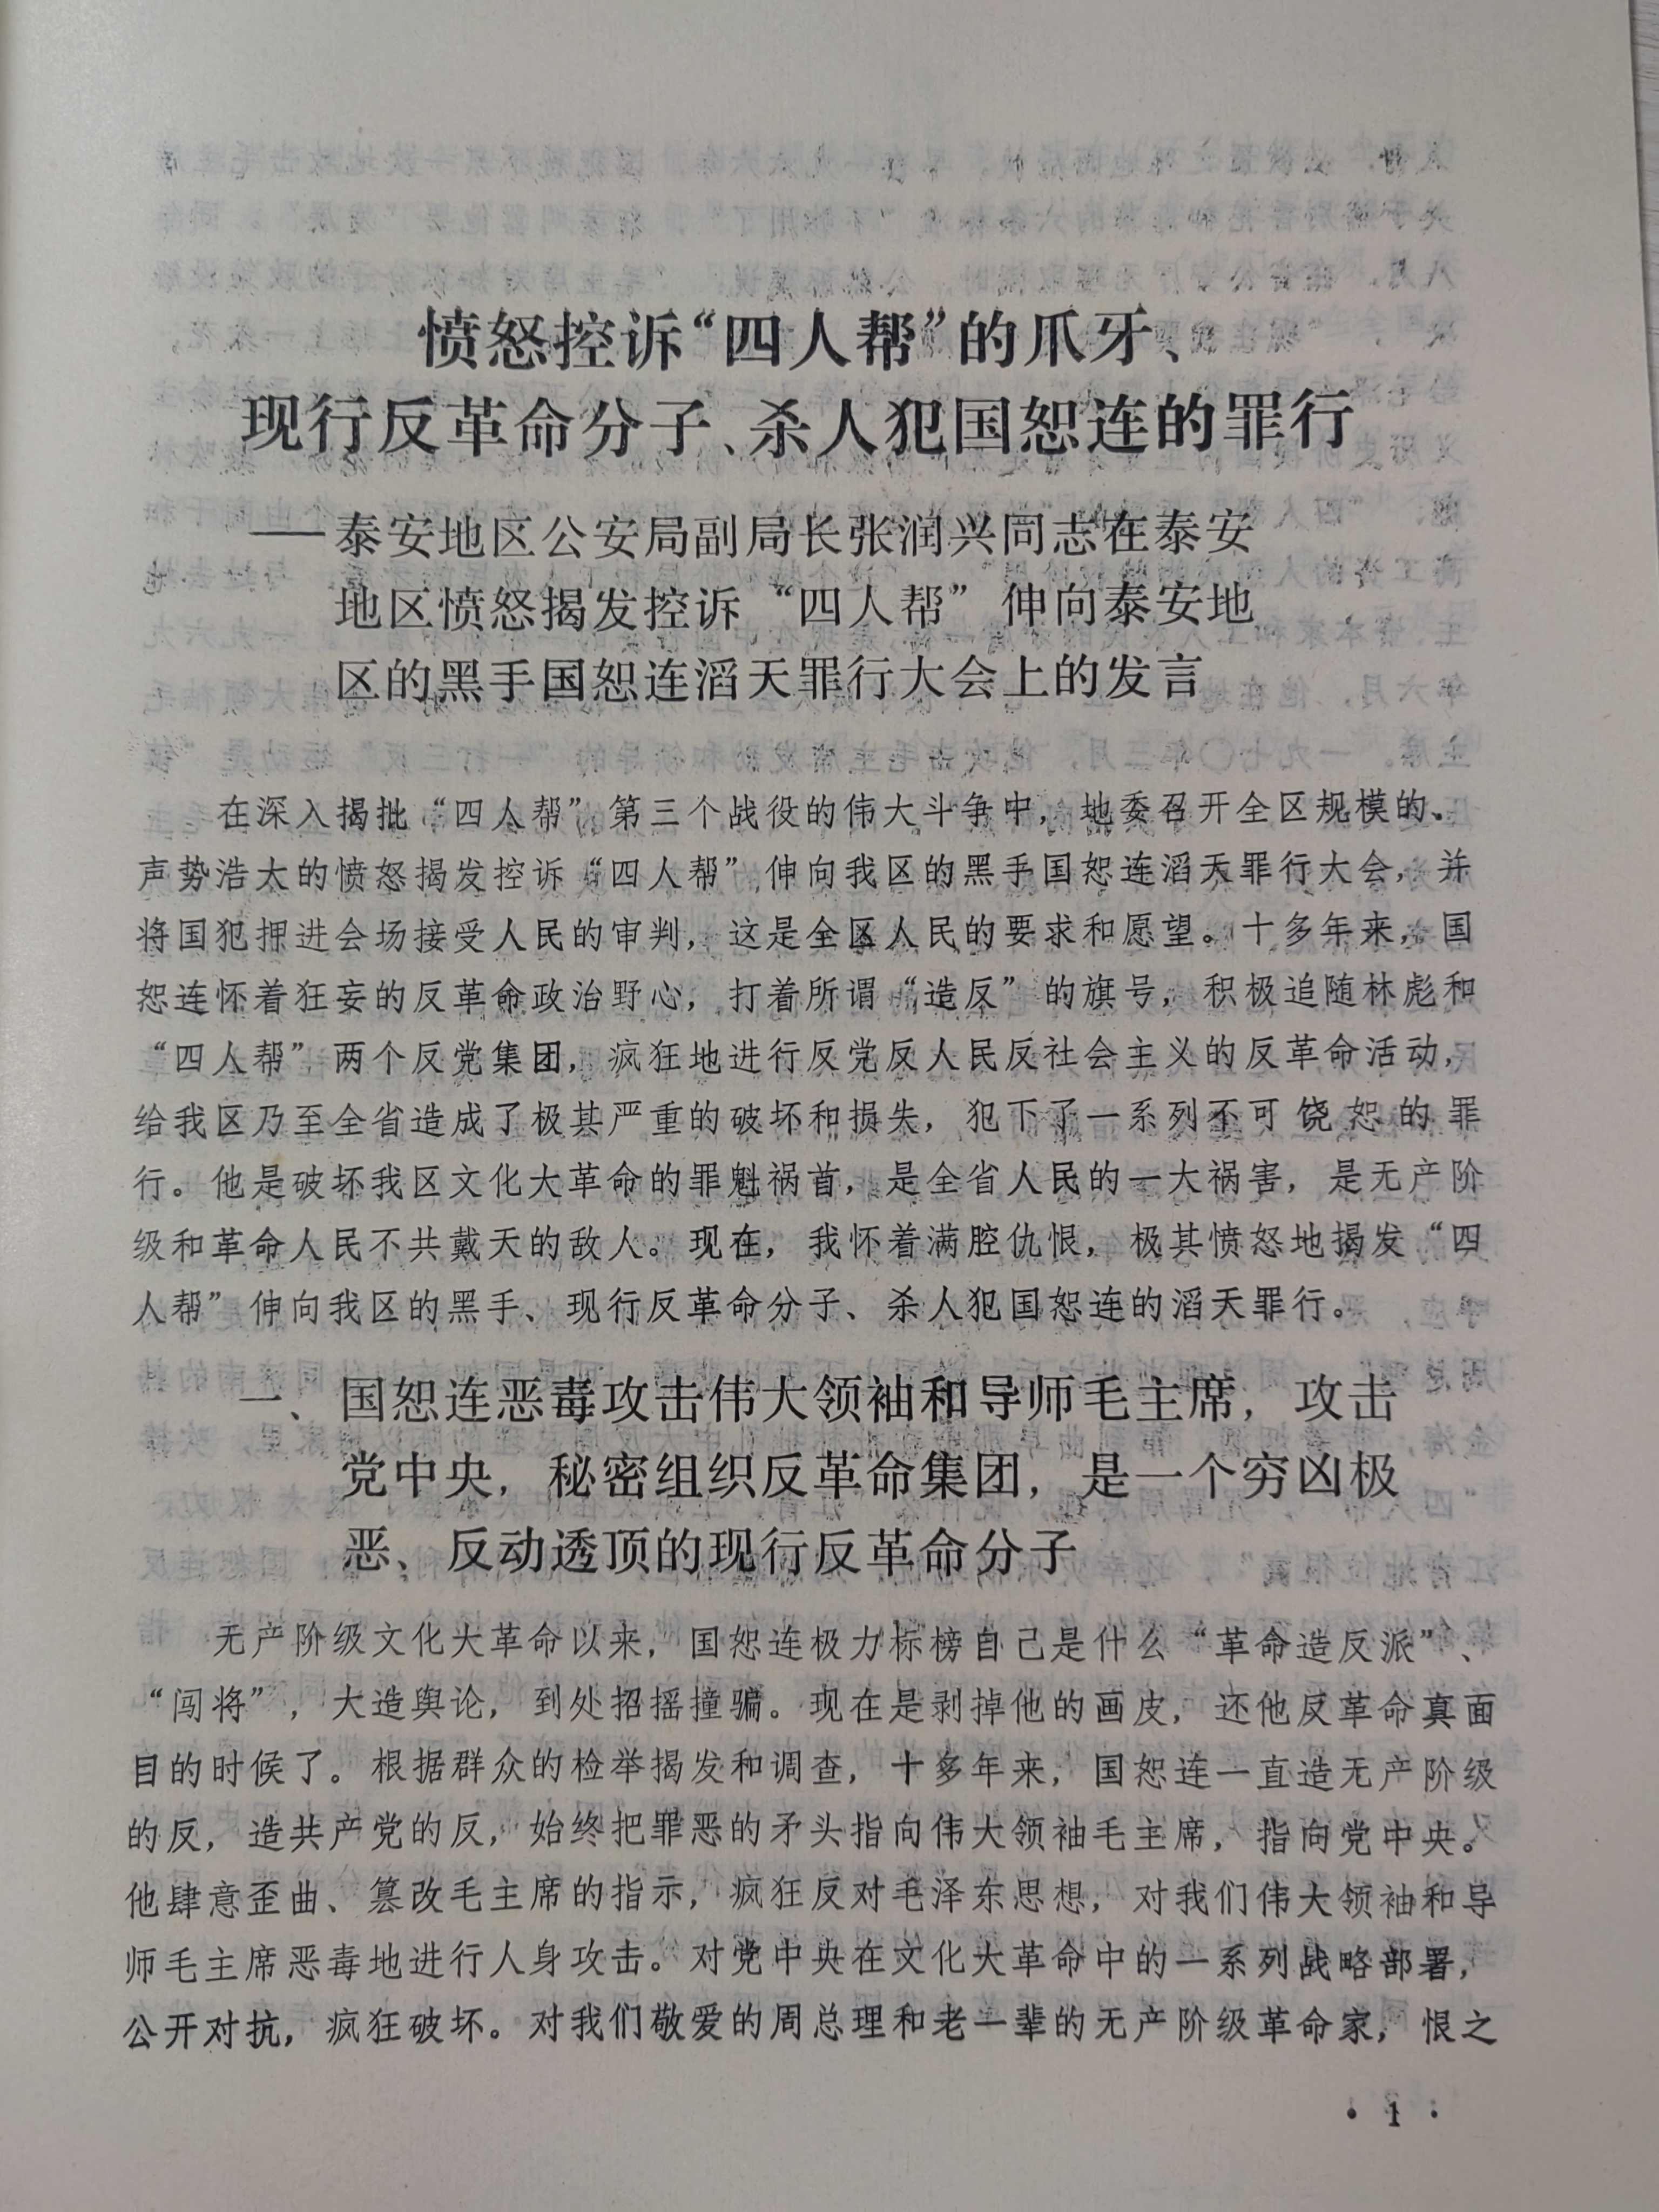 愤怒控诉“四人帮”的爪牙、
现行反革命分子、杀人犯国恕连的罪行
——泰安地区公安局副局长张润兴同志在泰安
地区愤怒揭发控诉“四人帮”伸向泰安地
区的黑手国恕连滔天罪行大会上的发言
在深入揭批“四人帮”第三个战役的伟大斗争中，地委召开全区规模的、
声势浩大的愤怒揭发控诉“四人帮”伸向我区的黑手国恕连滔天罪行大会，并
将国犯押进会场接受人民的审判，这是全区人民的要求和愿望。十多年来，国
恕连怀着狂妄的反革命政治野心，打着所谓“造反”的旗号，积极追随林彪和
“四人帮”两个反党集团，疯狂地进行反党反人民反社会主义的反革命活动，
给我区乃至全省造成了极其严重的破坏和损失，犯下了一系列不可饶恕的罪
行。他是破坏我区文化大革命的罪魁祸首，是全省人民的一大祸害，是无产阶
级和革命人民不共戴天的敌人。现在，我怀着满腔仇恨，极其愤怒地揭发“四
人帮”伸向我区的黑手、现行反革命分子、杀人犯国恕连的滔天罪行。
一、国恕连恶毒攻击伟大领袖和导师毛主席，攻击
党中央，秘密组织反革命集团，是一个穷凶极
恶、反动透顶的现行反革命分子
无产阶级文化大革命以来，国恕连极力标榜自己是什么“革命造反派”、
“闯将”，大造舆论，到处招摇撞骗。现在是剥掉他的画皮，还他反革命真面
目的时候了。根据群众的检举揭发和调查，十多年来，国恕连一直造无产阶级
的反，造共产党的反，始终把罪恶的矛头指向伟大领袖毛主席，指向党中央。
他肆意歪曲、篡改毛主席的指示，疯狂反对毛泽东思想，对我们伟大领袖和导
师毛主席恶毒地进行人身攻击。对党中央在文化大革命中的一系列战略部署，
公开对抗，疯狂破坏。对我们敬爱的周总理和老一辈的无产阶级革命家，恨之
• 1 •